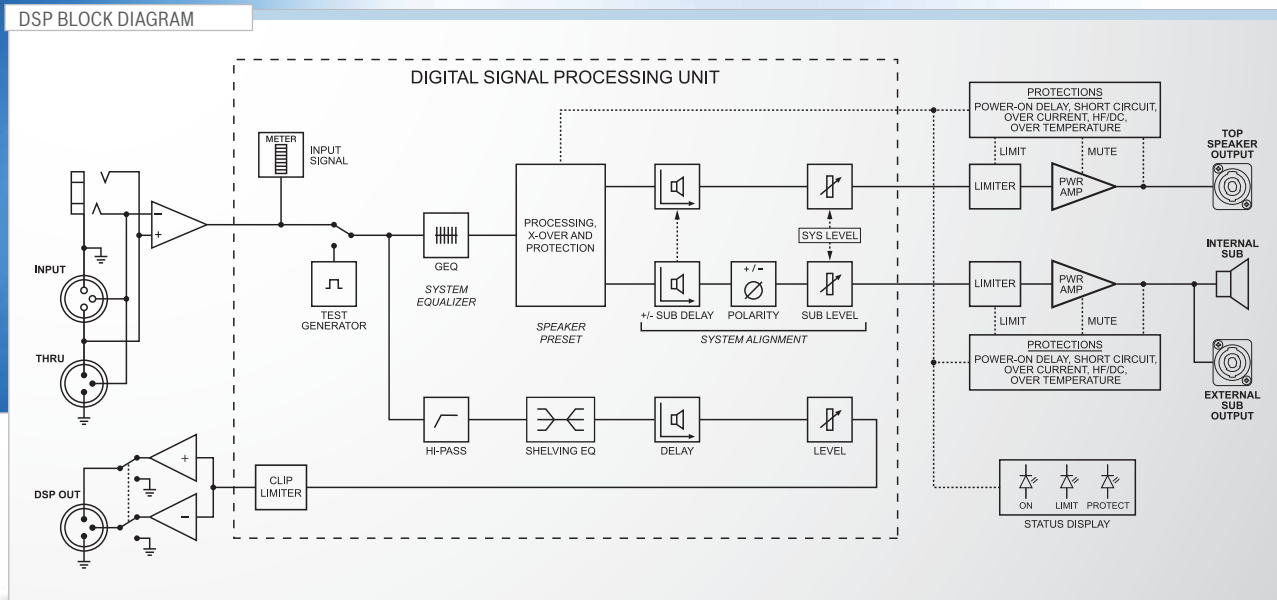 DSP BLOCK DIAGRAM
DIGITAL SIGNAL PROCESSING UNIT
METER
INPUT
SIGNAL
PROTECTIONS
POWER-ON DELAY, SHORT CIRCUIT,
OVER CURRENT, HF/DC,
OVER TEMPERATURE
LIMIT
MUTE
TOP
SPEAKER
OUTPUT
LIMITER
PWR
AMP
−
+
PROCESSING,
X-OVER AND
PROTECTION
SYS LEVEL
GEQ
SYSTEM
EQUALIZER
TEST
GENERATOR
INPUT
THRU
+ / -
+/- SUB DELAY
POLARITY
SUB LEVEL
SPEAKER
PRESET
SYSTEM ALIGNMENT
LIMITER
PWR
AMP
INTERNAL
SUB
LIMIT
MUTE
PROTECTIONS
POWER-ON DELAY, SHORT CIRCUIT,
OVER CURRENT, HF/DC,
OVER TEMPERATURE
EXTERNAL
SUB
OUTPUT
HI-PASS
SHELVING EQ
DELAY
LEVEL
DSP OUT
+
−
CLIP
LIMITER
ON
LIMIT
PROTECT
STATUS DISPLAY